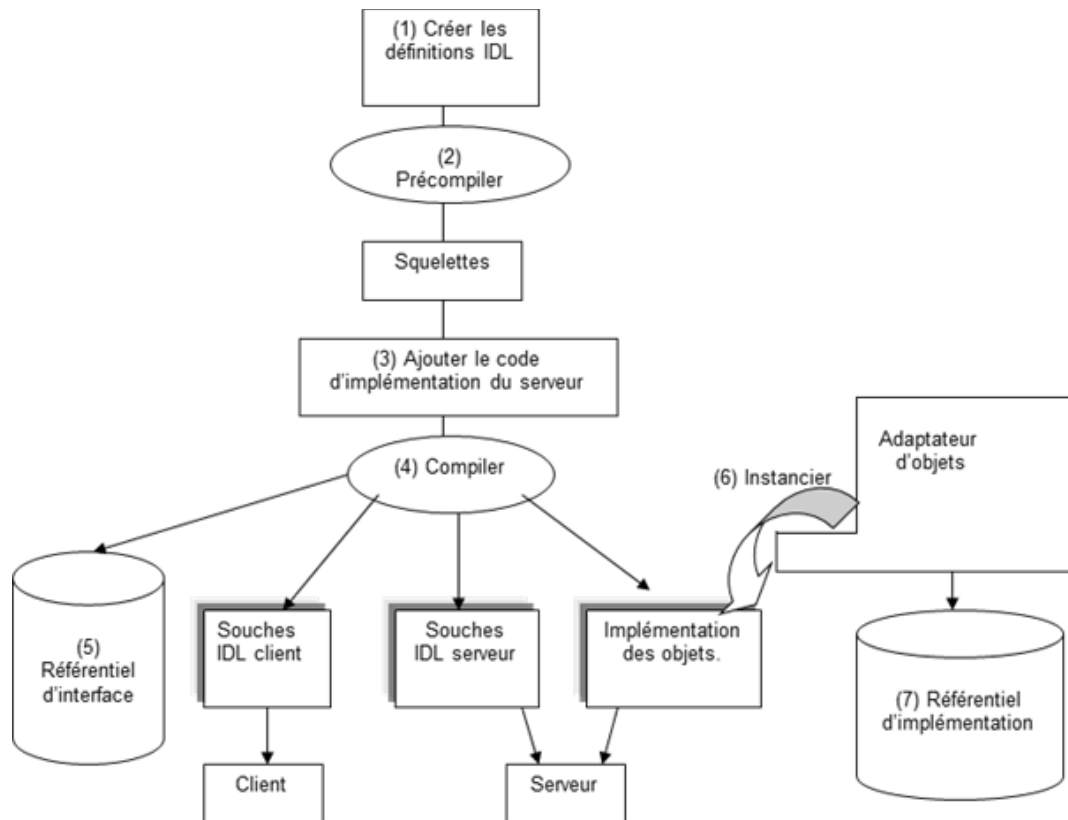 (1) Créer les
définitions IDL
(2)
Précompiler
Squelettes
(3) Ajouter le code
d'implémentation du serveur
(4) Compiler
(6) Instancier
Adaptateur
d'objets
(5)
Référentiel
d'interface
Souches
IDL client
Souches
IDL serveur
Implémentation
des objets.
(7) Référentiel
d'implémentation
Client
Serveur